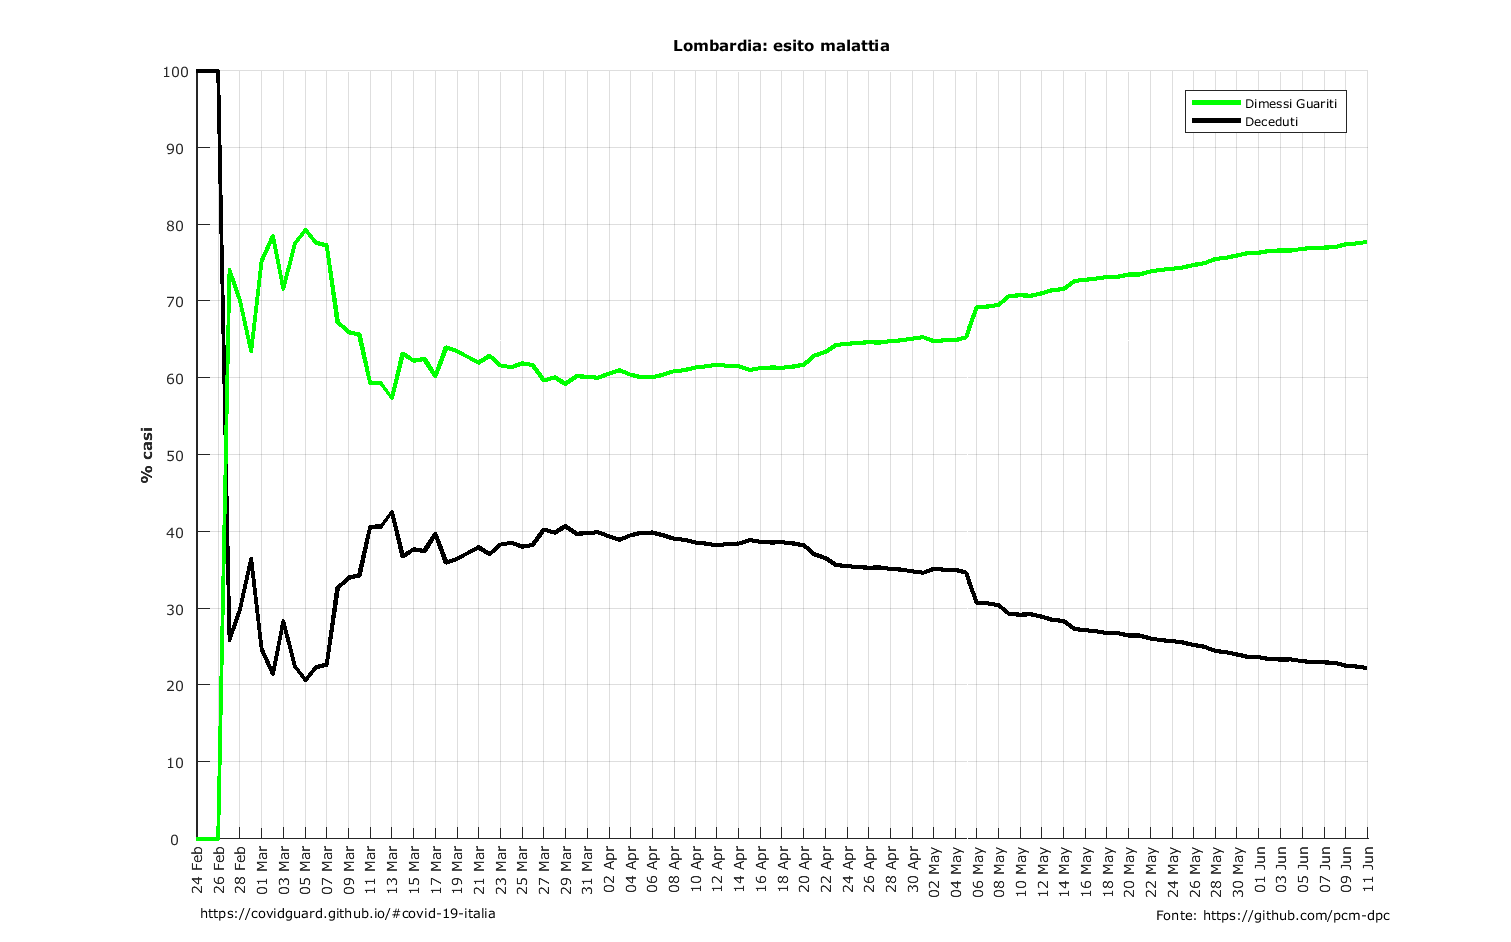 Lombardia: esito malattia
Dimessi Guariti
Deceduti
% casi
100
90
80
70
60
50
40
30
20
10
0
24 Feb
26 Feb
28 Feb
01 Mar
03 Mar
05 Mar
07 Mar
09 Mar
11 Mar
13 Mar
15 Mar
17 Mar
19 Mar
21 Mar
23 Mar
25 Mar
27 Mar
29 Mar
31 Mar
02 Apr
04 Apr
06 Apr
08 Apr
10 Apr
12 Apr
14 Apr
16 Apr
18 Apr
20 Apr
22 Apr
24 Apr
26 Apr
28 Apr
30 Apr
02 May
04 May
06 May
08 May
10 May
12 May
14 May
16 May
18 May
20 May
22 May
24 May
26 May
28 May
30 May
01 Jun
03 Jun
05 Jun
07 Jun
09 Jun
11 Jun
https://covidguard.github.io/#covid-19-italia
Fonte: https://github.com/pcm-dpc